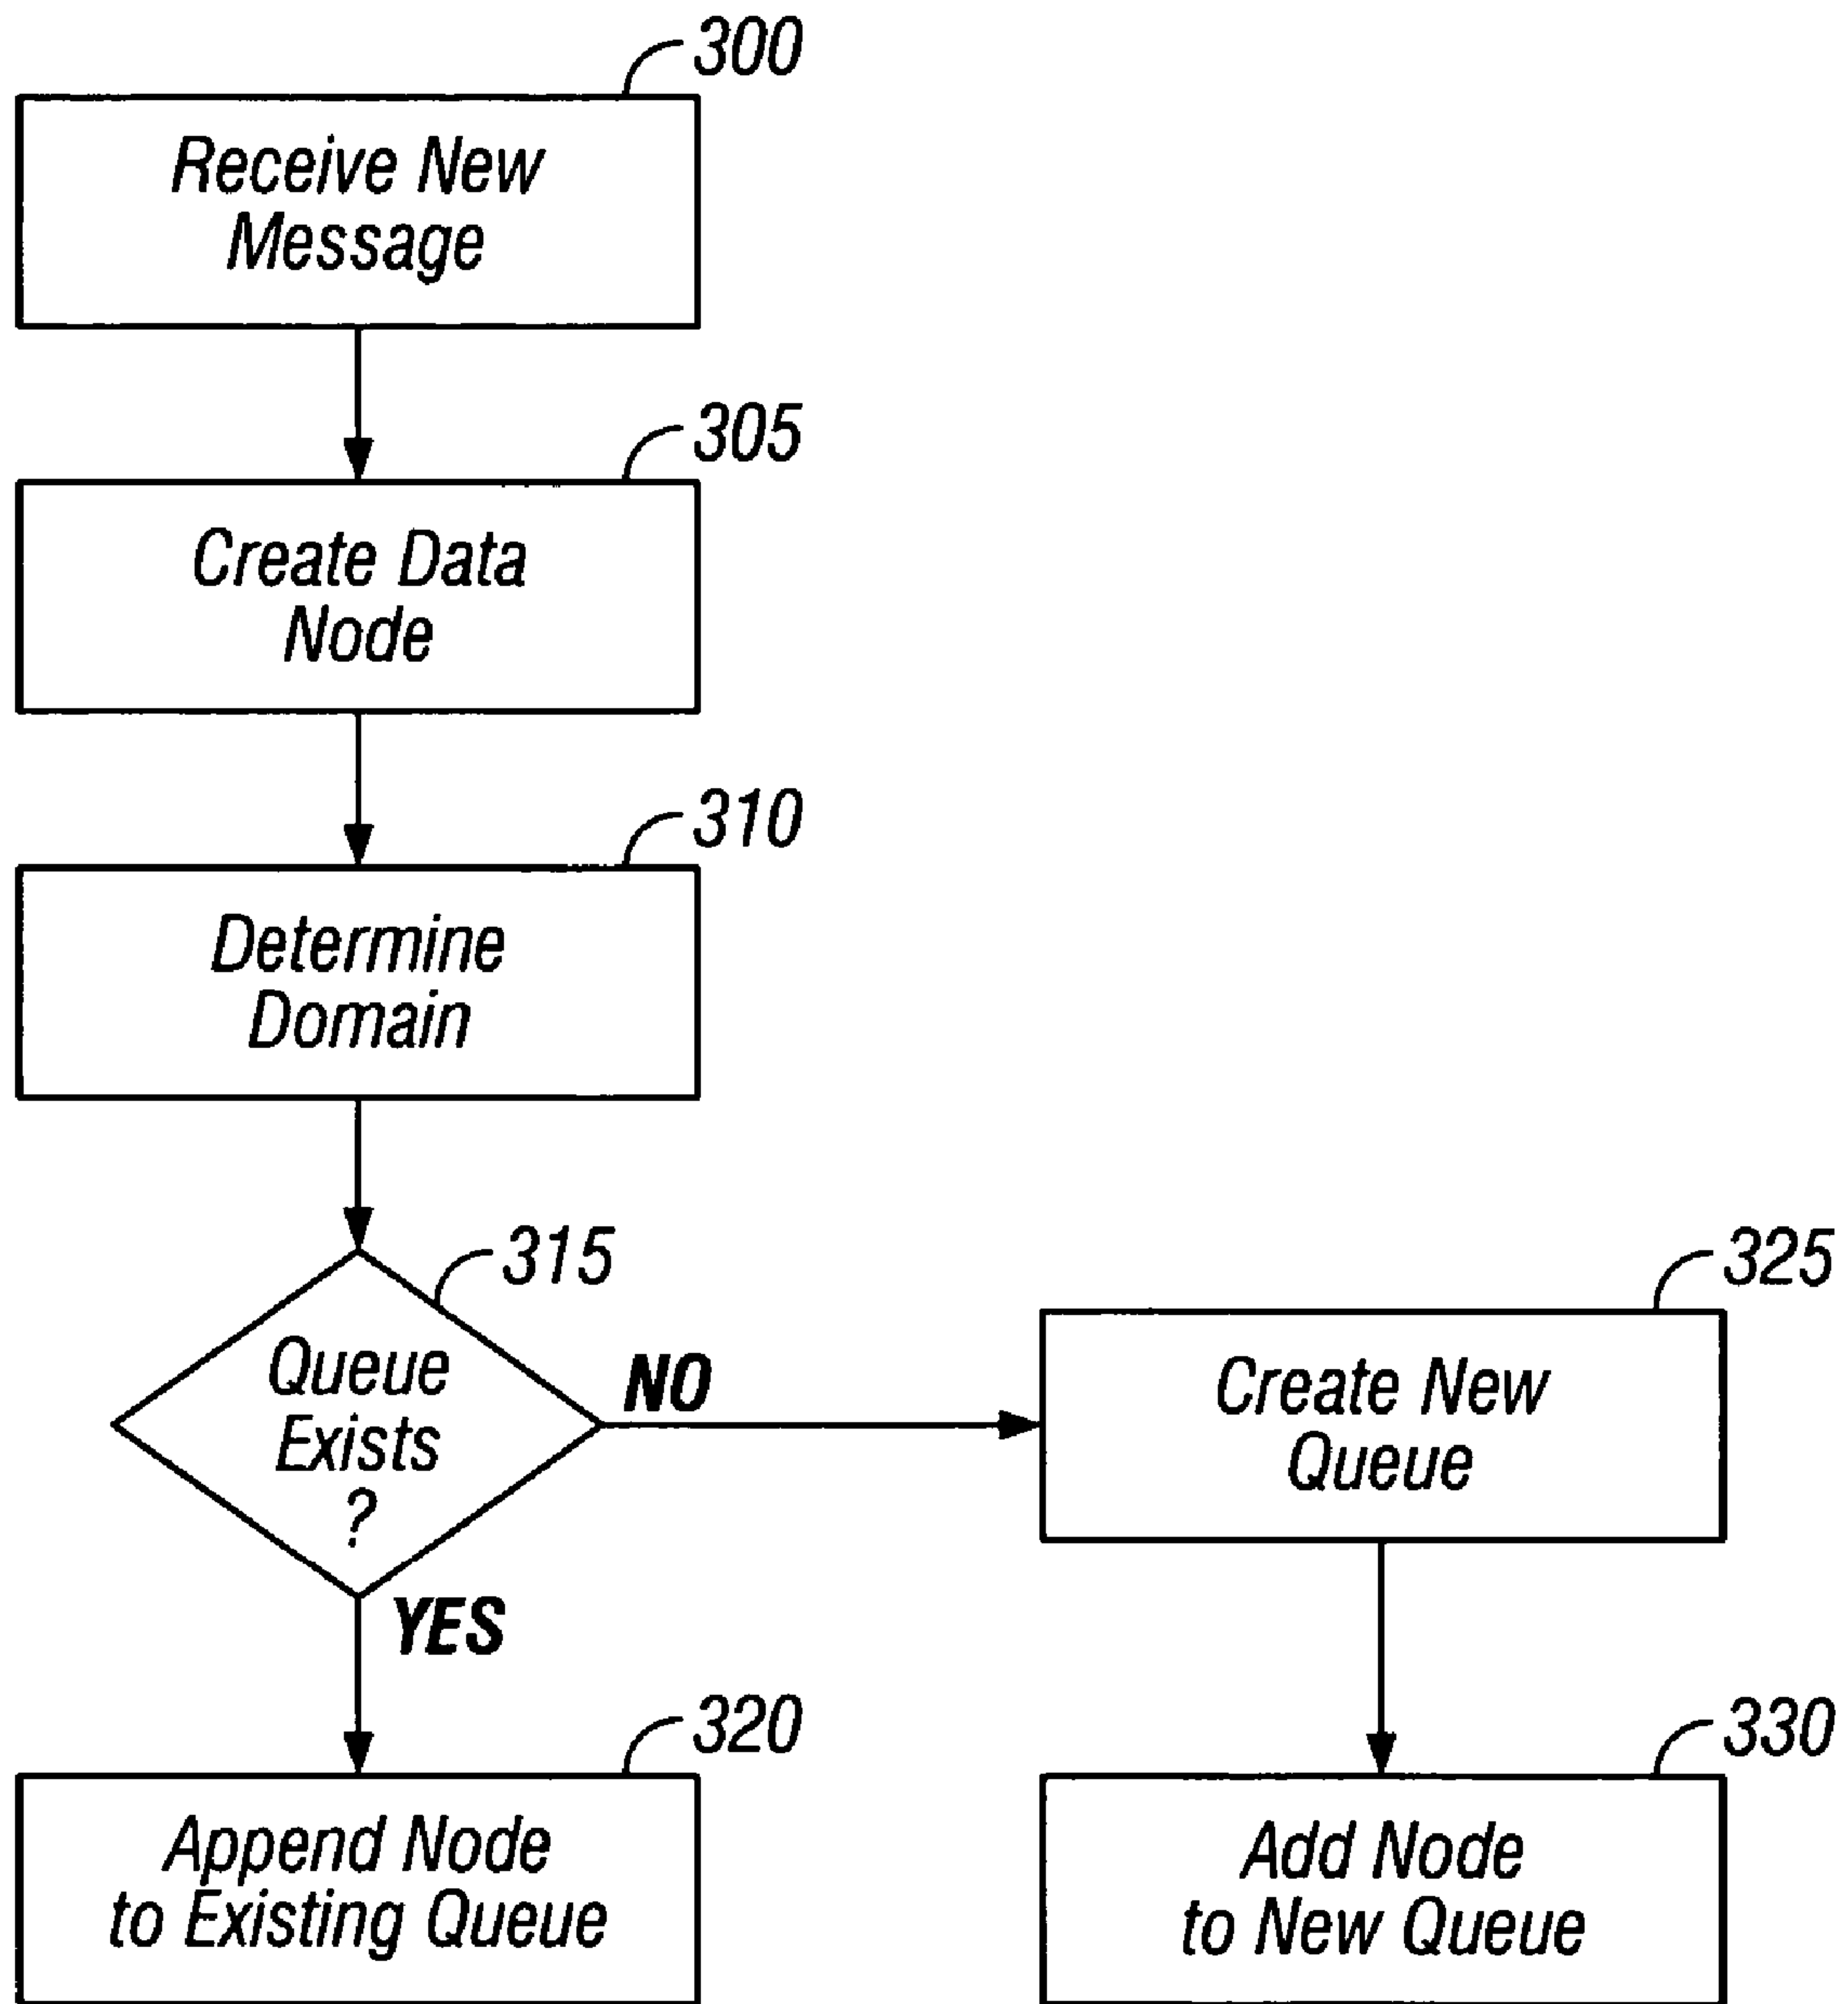 300
Receive New
Message
305
Create Data
Node
310
Determine
Domain
315
Queue
Exists
?
NO
YES
325
Create New
Queue
320
Append Node
to Existing Queue
330
Add Node
to New Queue